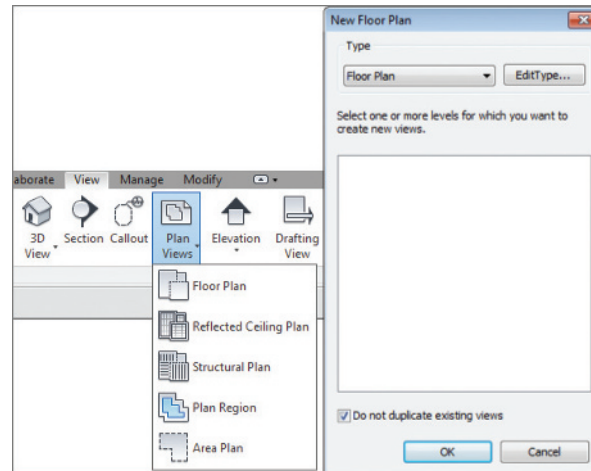 aborate View Manage Modify
3D View
Section
Callout
Plan Views
Elevation
Drafting View
Floor Plan
Reflected Ceiling Plan
Structural Plan
Plan Region
Area Plan
New Floor Plan
Type
Floor Plan
EditType...
Select one or more levels for which you want to
create new views.
Do not duplicate existing views
OK
Cancel